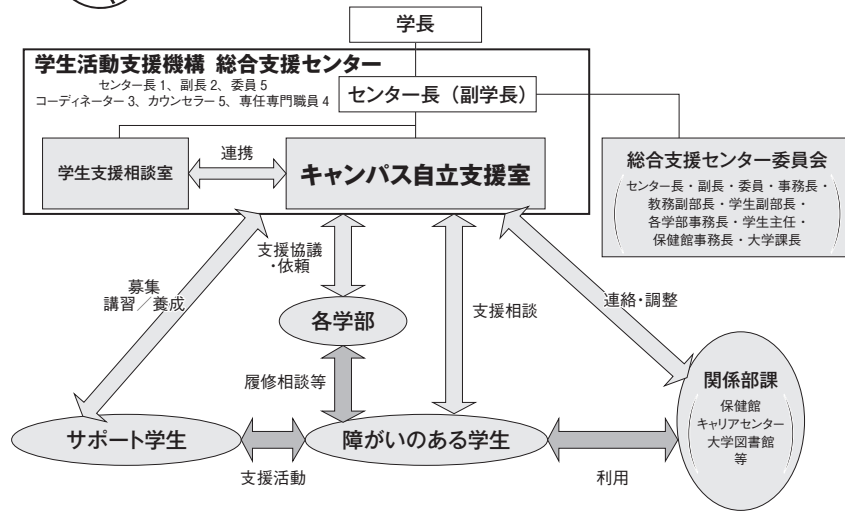 学長
学生活動支援機構 総合支援センター
センター長 1、副長 2、委員 5
コーディネーター 3、カウンセラー 5、専任専門職員 4
センター長（副学長）
学生支援相談室
連携
キャンパス自立支援室
総合支援センター委員会
センター長・副長・委員・事務長・
教務副部長・学生副部長・
各学部事務長・学生主任・
保健館事務長・大学課長
募集
講習／養成
支援協議
・依頼
各学部
支援相談
連絡・調整
履修相談等
関係部課
保健館
キャリアセンター
大学図書館
等
サポート学生
支援活動
障がいのある学生
利用